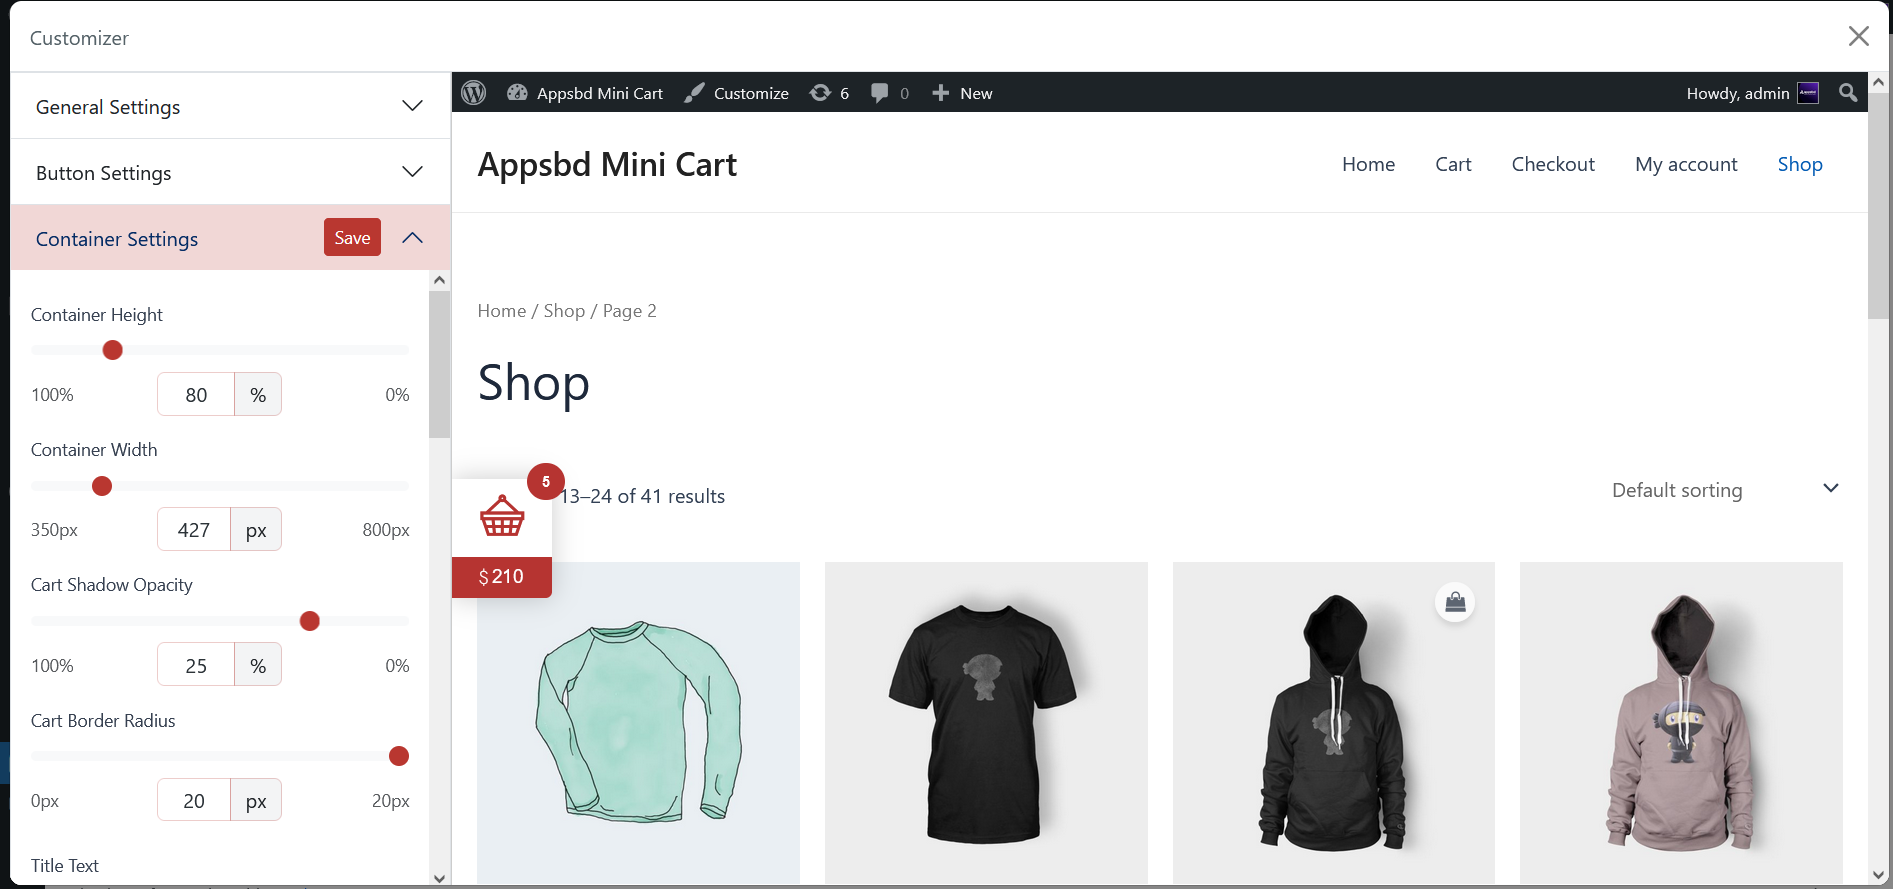 Customizer
General Settings
Button Settings
Container Settings
Save
Container Height
100%
80
%
0%
Container Width
350px
427
px
800px
Cart Shadow Opacity
100%
25
%
0%
Cart Border Radius
0px
20
px
20px
Title Text
Appsbd Mini Cart
Customize
6
0
New
Howdy, admin
Appsbd Mini Cart
Home
Cart
Checkout
My account
Shop
Home / Shop / Page 2
Shop
5
13–24 of 41 results
Default sorting
$210